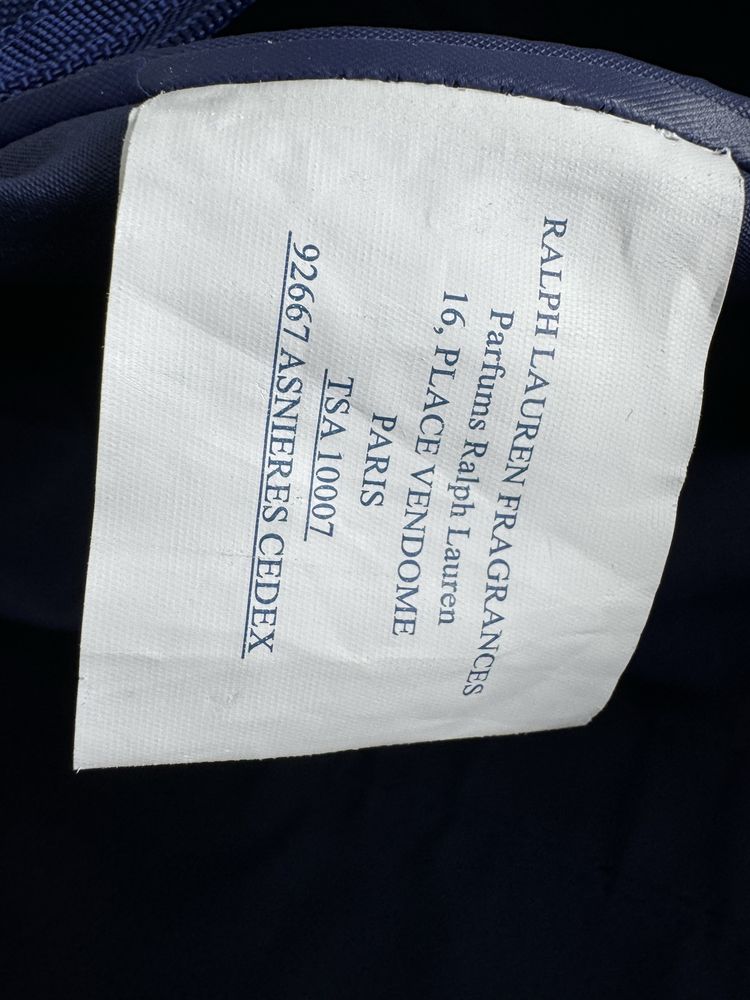 RALPH LAUREN FRAGRANCES
Parfums Ralph Lauren
16, PLACE VENDOME
PARIS
TSA 10007
92667 ASNIERES CEDEX